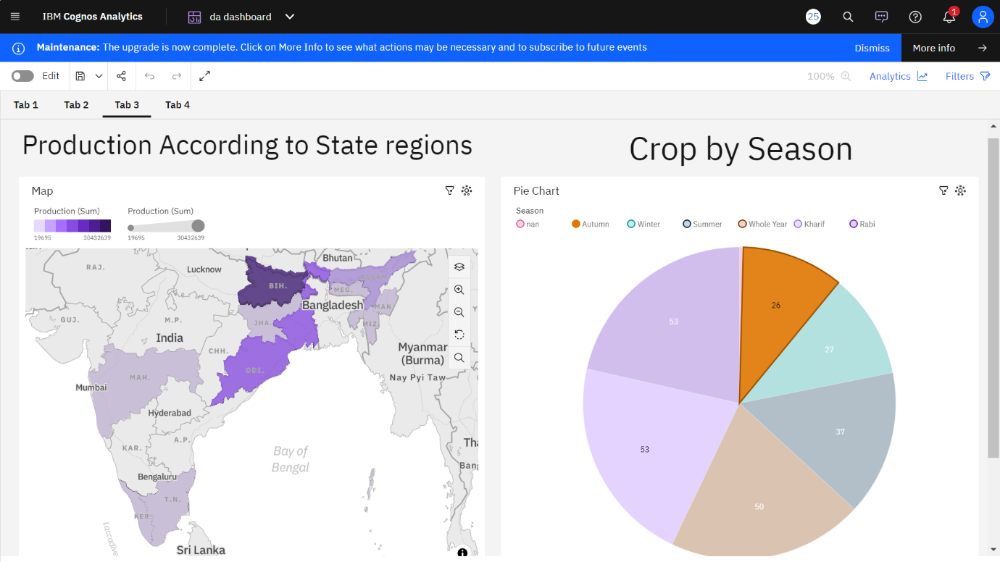 IBM Cognos Analytics
da dashboard
25
1
Maintenance: The upgrade is now complete. Click on More Info to see what actions may be necessary and to subscribe to future events
Dismiss
More info
Edit
100%
Analytics
Filters
Tab 1
Tab 2
Tab 3
Tab 4
Production According to State regions
Crop by Season
Map
Production (Sum)
19695
30432639
Production (Sum)
19695
30432639
RAJ.
Lucknow
Bhutan
BIH.
ASSAM
MEG.
GUJ.
M.P.
JHA.
Bangladesh
MAN
MIZ.
India
CHH.
Myanmar
(Burma)
ODI.
MAH.
Mumbai
Nay Pyi Taw
Hyderabad
A.P.
KAR.
Bay of
Bengal
Bengaluru
T.N.
KER.
Laccadive
Sri Lanka
Pie Chart
Season
nan
Autumn
Winter
Summer
Whole Year
Kharif
Rabi
26
53
27
37
53
50